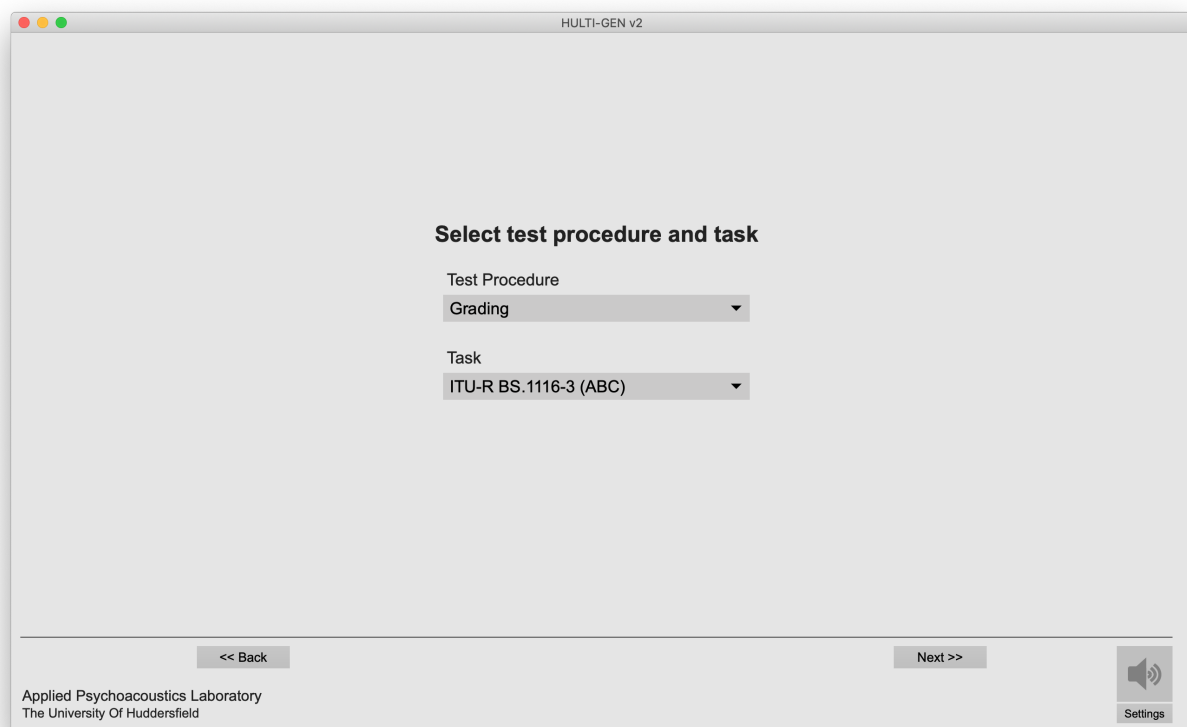 HULTI-GEN v2
Select test procedure and task
Test Procedure
Grading
Task
ITU-R BS.1116-3 (ABC)
<< Back
Next >>
Applied Psychoacoustics Laboratory
The University Of Huddersfield
Settings